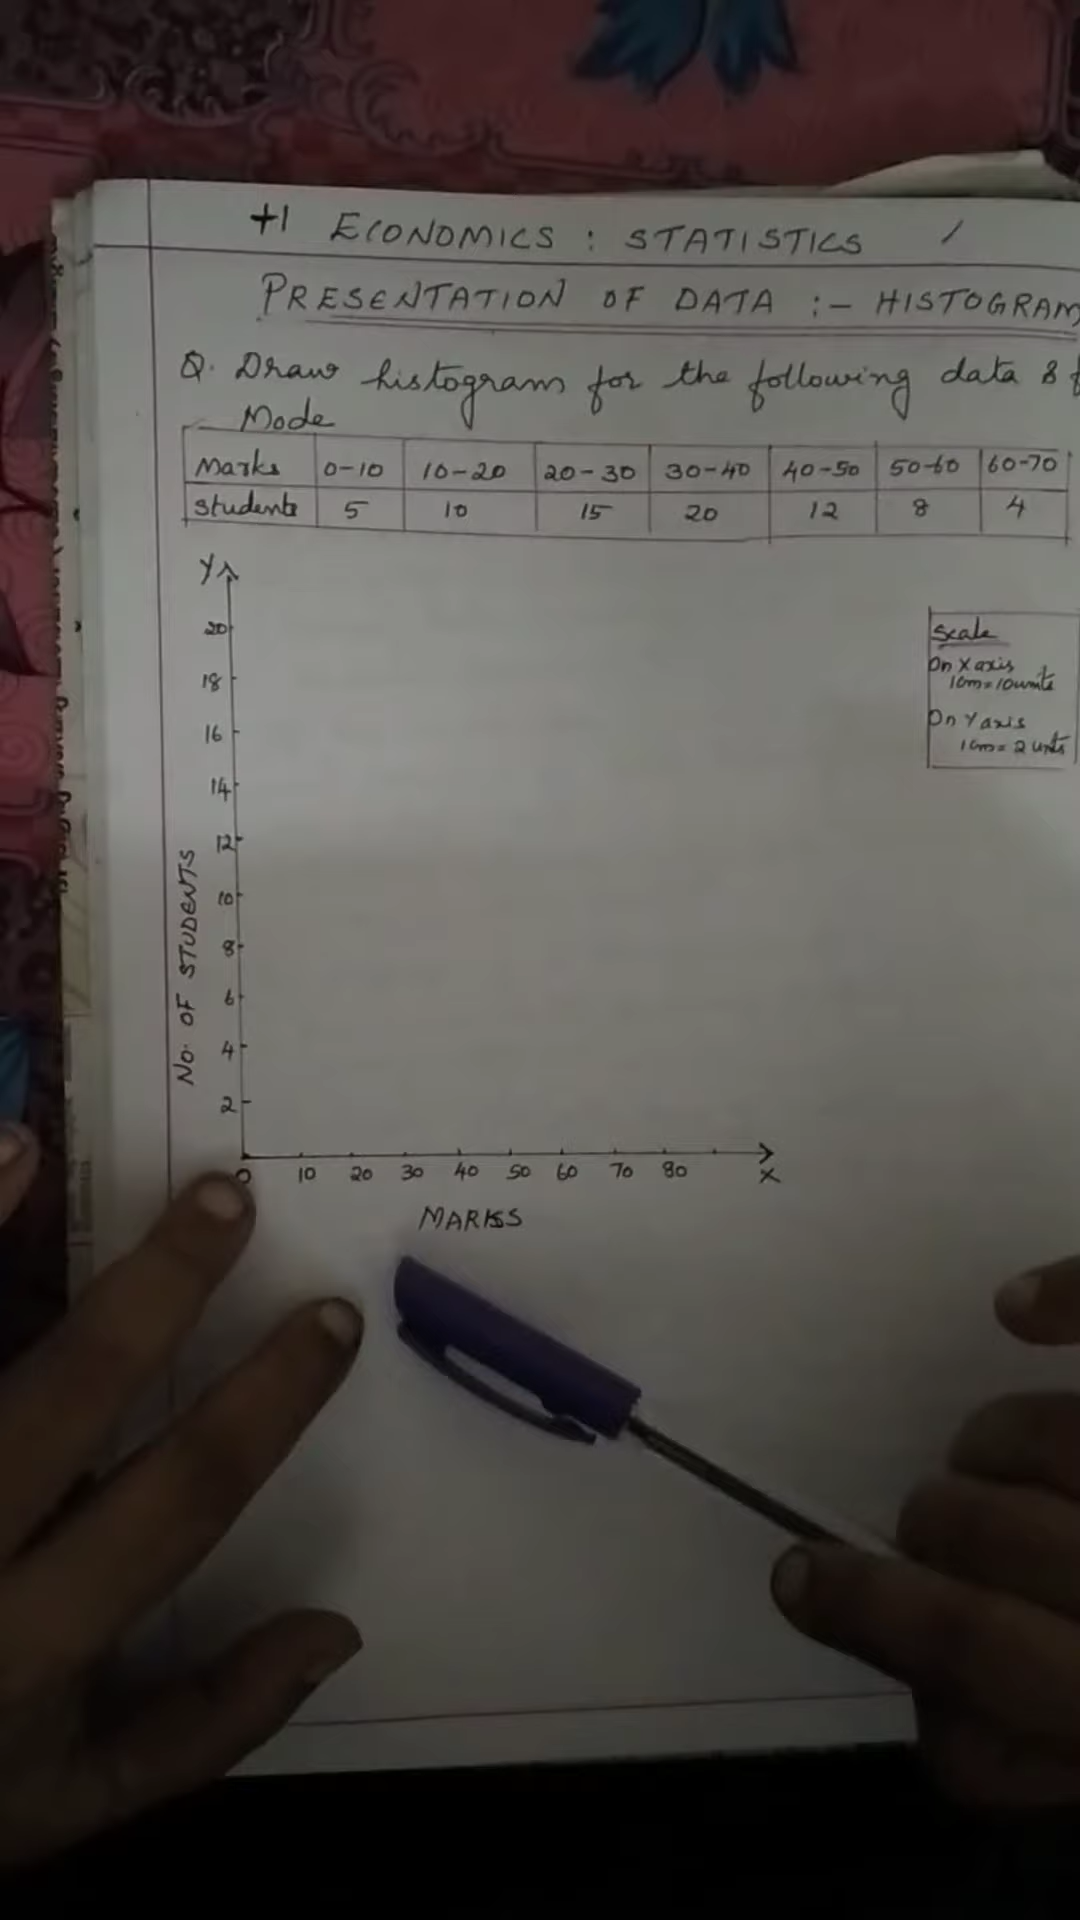 +1 ECONOMICS : STATISTICS /
PRESENTATION OF DATA :- HISTOGRAM
Q. Draw histogram for the following data &
Mode
Marks 0-10 10-20 20-30 30-40 40-50 50-60 60-70
Students 5 10 15 20 12 8 4
Y
20
18
16
14
12
10
8
6
4
2
NO. OF STUDENTS
0 10 20 30 40 50 60 70 80 X
MARKS
Scale
On X axis
1cm=10units
On Y axis
1cm= 2 units